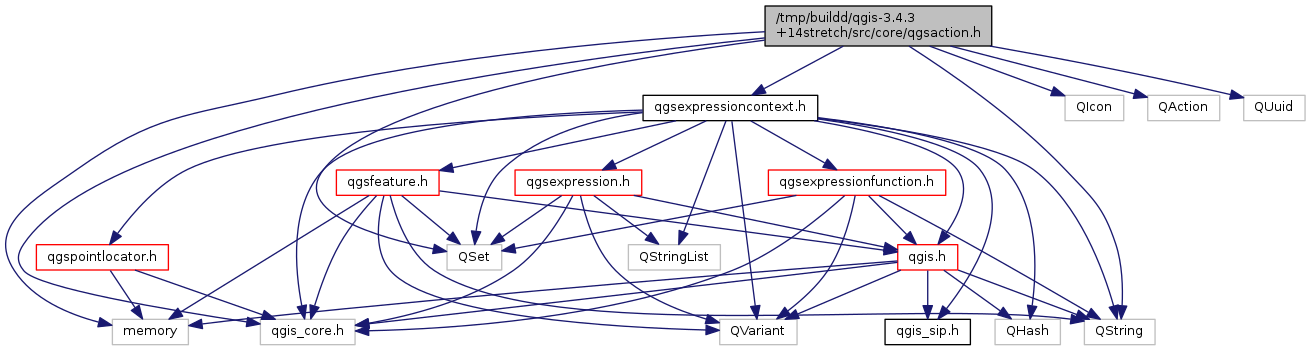 /tmp/buildd/qgis-3.4.3
+14stretch/src/core/qgsaction.h
qgsexpressioncontext.h
QIcon
QAction
QUuid
qgsfeature.h
qgsexpression.h
qgsexpressionfunction.h
qgspointlocator.h
QSet
QStringList
qgis.h
memory
qgis_core.h
QVariant
qgis_sip.h
QHash
QString